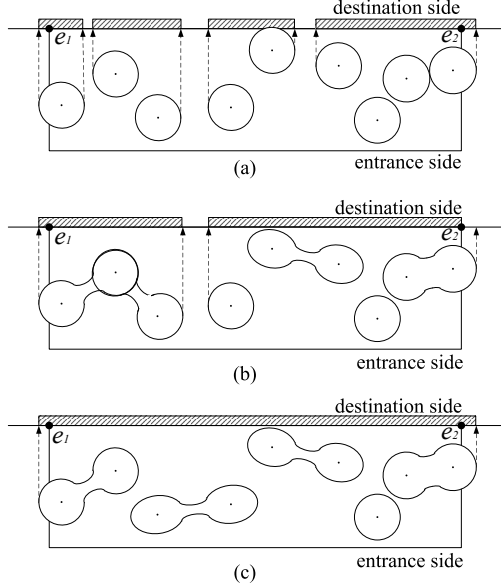 destination side
e1 e2
entrance side
(a)
destination side
e1 e2
entrance side
(b)
destination side
e1 e2
entrance side
(c)